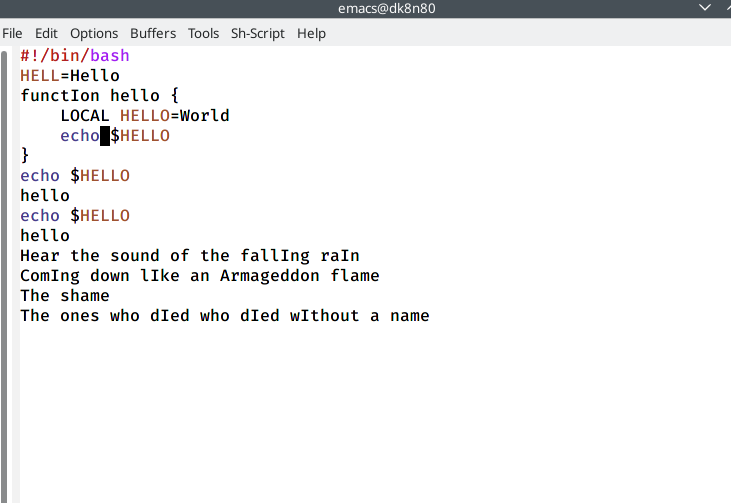 emacs@dk8n80
File Edit Options Buffers Tools Sh-Script Help
#!/bin/bash
HELL=Hello
functIon hello {
    LOCAL HELLO=World
    echo $HELLO
}
echo $HELLO
hello
echo $HELLO
hello
Hear the sound of the fallIng raIn
ComIng down lIke an Armageddon flame
The shame
The ones who dIed who dIed wIthout a name